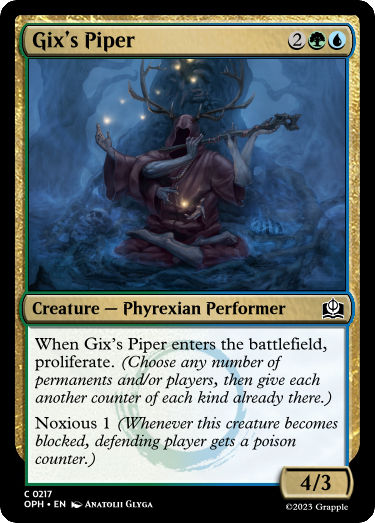 Gix's Piper 2
Creature — Phyrexian Performer
When Gix's Piper enters the battlefield,
proliferate. (Choose any number of
permanents and/or players, then give each
another counter of each kind already there.)
Noxious 1 (Whenever this creature becomes
blocked, defending player gets a poison
counter.)
4/3
C 0217
OPH • EN Anatolii Glyga
©2023 Grapple